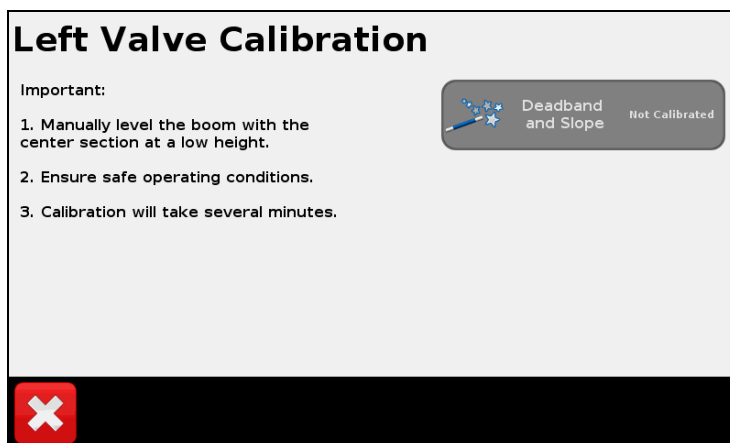 Left Valve Calibration
Important:
1. Manually level the boom with the
center section at a low height.
2. Ensure safe operating conditions.
3. Calibration will take several minutes.
Deadband
and Slope
Not Calibrated